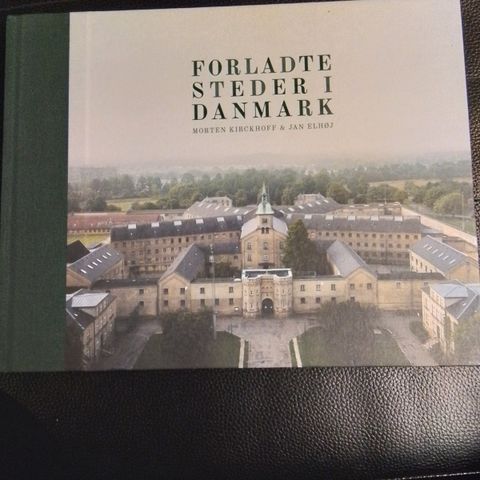 FORLADTE
STEDER I
DANMARK
MORTEN KIRCKHOFF & JAN ELHØJ